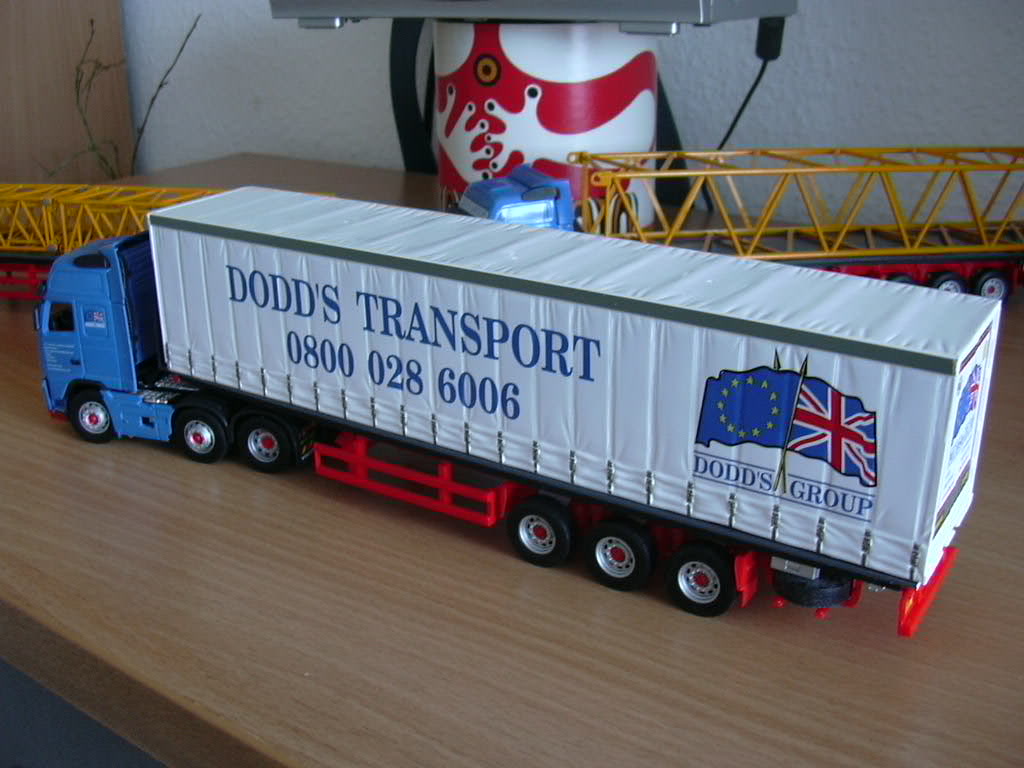 DODD'S TRANSPORT
0800 028 6006
DODD'S GROUP